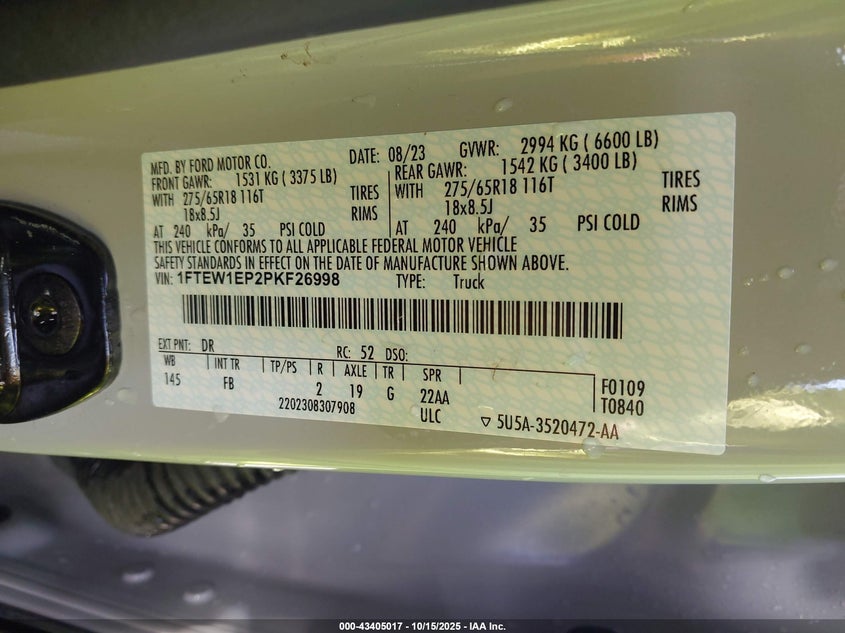 MFD. BY FORD MOTOR CO. DATE: 08/23 GVWR: 2994 KG ( 6600 LB)
FRONT GAWR: 1531 KG ( 3375 LB) REAR GAWR: 1542 KG ( 3400 LB)
WITH 275/65R18 116T TIRES WITH 275/65R18 116T TIRES
18x8.5J RIMS 18x8.5J RIMS
AT 240 kPa/ 35 PSI COLD AT 240 kPa/ 35 PSI COLD
THIS VEHICLE CONFORMS TO ALL APPLICABLE FEDERAL MOTOR VEHICLE
SAFETY STANDARDS IN EFFECT ON THE DATE OF MANUFACTURE SHOWN ABOVE.
VIN: 1FTEW1EP2PKF26998 TYPE: Truck
EXT PNT: DR RC: 52 DSO:
WB INT TR TP/PS R AXLE TR SPR
145 FB 2 19 G 22AA F0109
2202308307908 ULC T0840
5U5A-3520472-AA
000-43405017 - 10/15/2025 - IAA Inc.